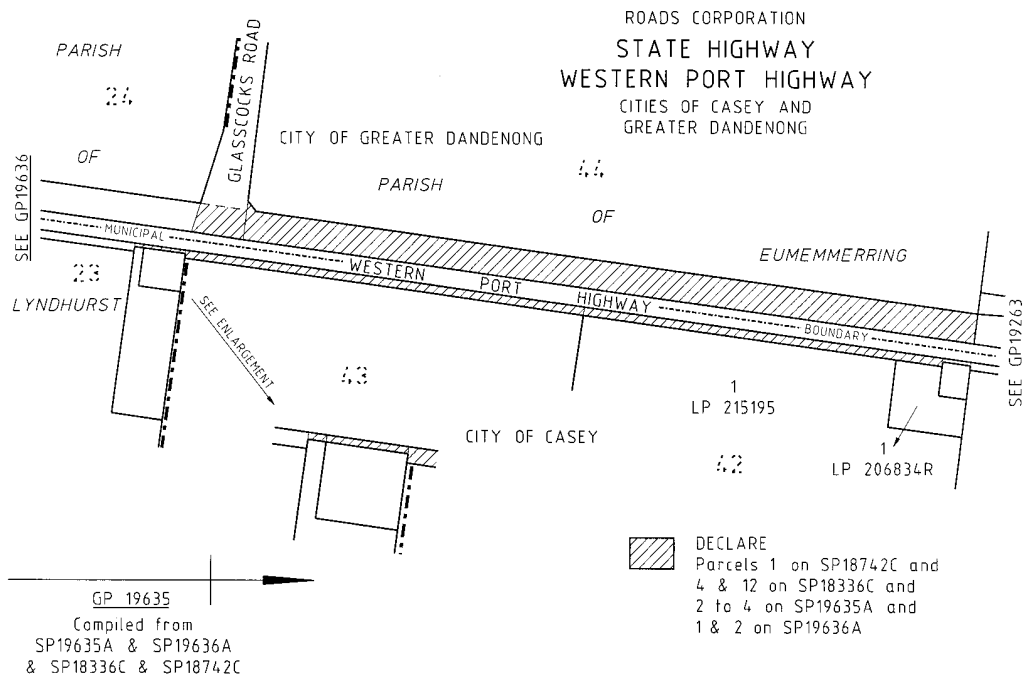 ROADS CORPORATION
STATE HIGHWAY
WESTERN PORT HIGHWAY
CITIES OF CASEY AND
GREATER DANDENONG
PARISH
24
OF
GLASSCOCKS ROAD
CITY OF GREATER DANDENONG
PARISH
44
OF
EUMEMMERRING
SEE GP19636
MUNICIPAL
WESTERN PORT HIGHWAY
BOUNDARY
SEE GP19263
23
LYNDHURST
SEE ENLARGEMENT
43
CITY OF CASEY
1
LP 215195
42
1
LP 206834R
DECLARE
Parcels 1 on SP18742C and
4 & 12 on SP18336C and
2 to 4 on SP19635A and
1 & 2 on SP19636A
GP 19635
Compiled from
SP19635A & SP19636A
& SP18336C & SP18742C